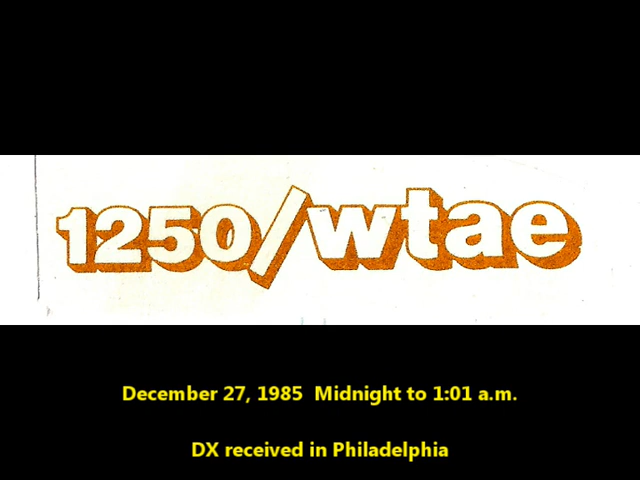 1250/wtae
December 27, 1985  Midnight to 1:01 a.m.
DX received in Philadelphia